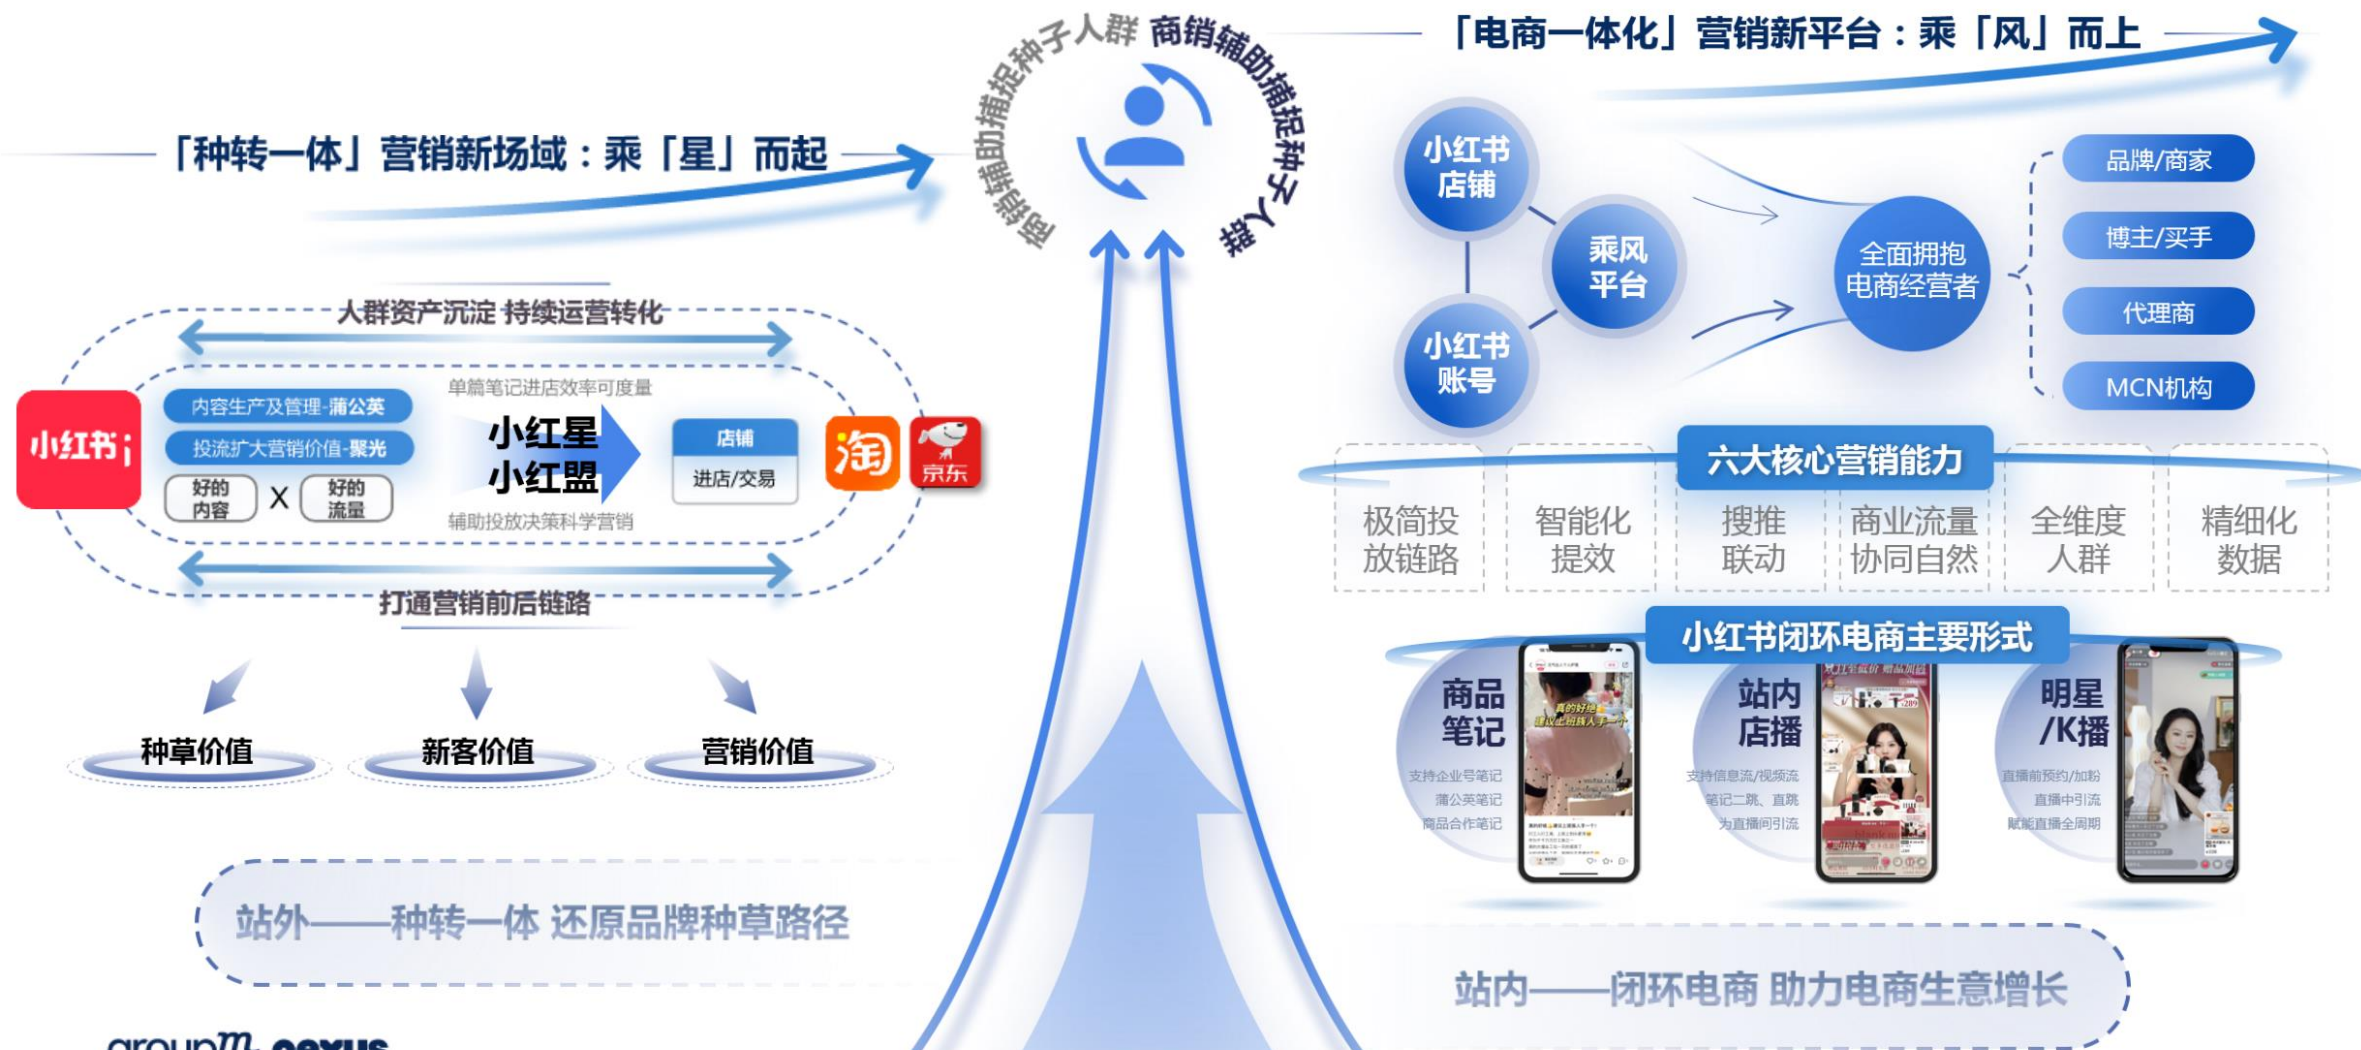 商销辅助捕捉种子人群
商销辅助捕捉种子人群
「种转一体」营销新场域：乘「星」而起
人群资产沉淀 持续运营转化
小红书
内容生产及管理-蒲公英
投流扩大营销价值-聚光
好的
内容
X
好的
流量
单篇笔记进店效率可度量
小红星
小红盟
辅助投放决策科学营销
店铺
进店/交易
淘
京东
打通营销前后链路
种草价值
新客价值
营销价值
站外——种转一体 还原品牌种草路径
groupm nexus
「电商一体化」营销新平台：乘「风」而上
小红书
店铺
乘风
平台
小红书
账号
全面拥抱
电商经营者
品牌/商家
博主/买手
代理商
MCN机构
六大核心营销能力
极简投
放链路
智能化
提效
搜推
联动
商业流量
协同自然
全维度
人群
精细化
数据
小红书闭环电商主要形式
商品
笔记
支持企业号笔记
蒲公英笔记
商品合作笔记
真的好绝
建议上班族人手一个
站内
店播
支持信息流/视频流
笔记二跳、直跳
为直播间引流
明星
/K播
直播前预约/加粉
直播中引流
赋能直播全周期
站内——闭环电商 助力电商生意增长